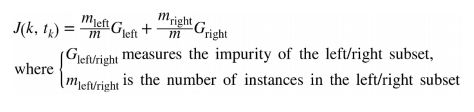 J(k, tₖ) = m_left/m G_left + m_right/m G_right
where { G_left/right measures the impurity of the left/right subset,
m_left/right is the number of instances in the left/right subset